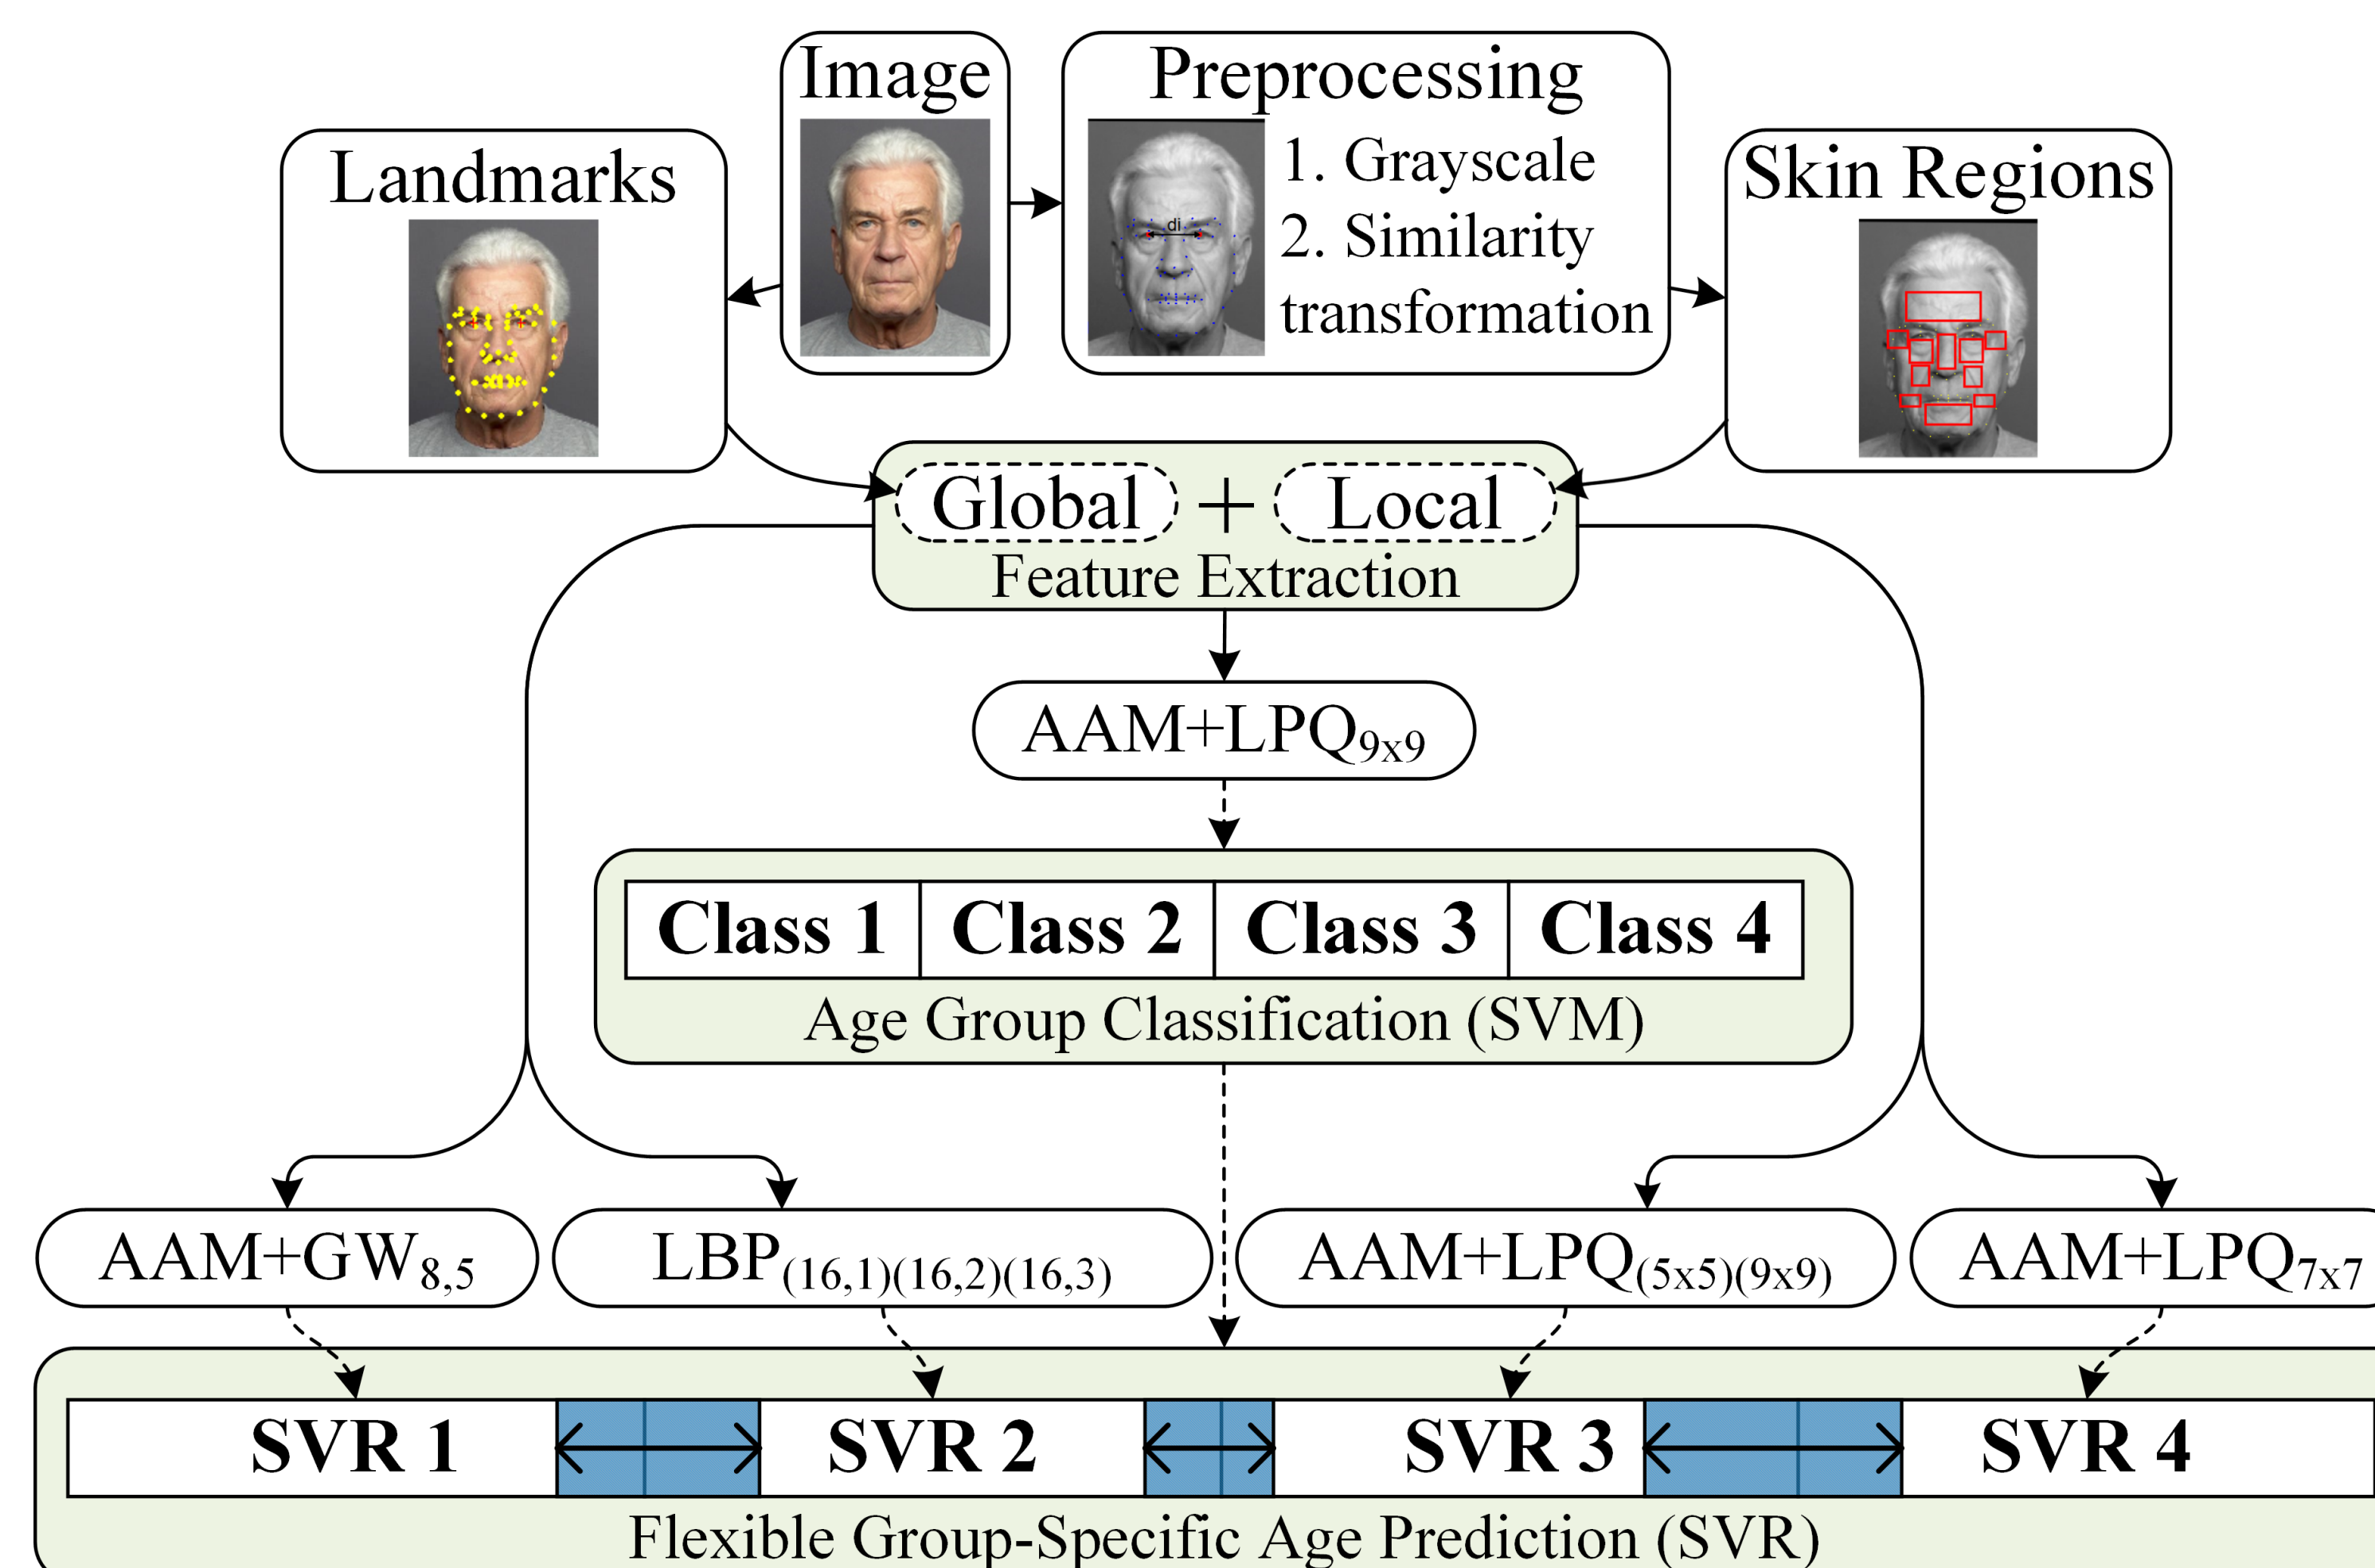 Image
Preprocessing
di
1. Grayscale
2. Similarity
transformation
Landmarks
Skin Regions
Global + Local
Feature Extraction
AAM+LPQ9x9
Class 1 Class 2 Class 3 Class 4
Age Group Classification (SVM)
AAM+GW8,5
LBP(16,1)(16,2)(16,3)
AAM+LPQ(5x5)(9x9)
AAM+LPQ7x7
SVR 1 SVR 2 SVR 3 SVR 4
Flexible Group-Specific Age Prediction (SVR)